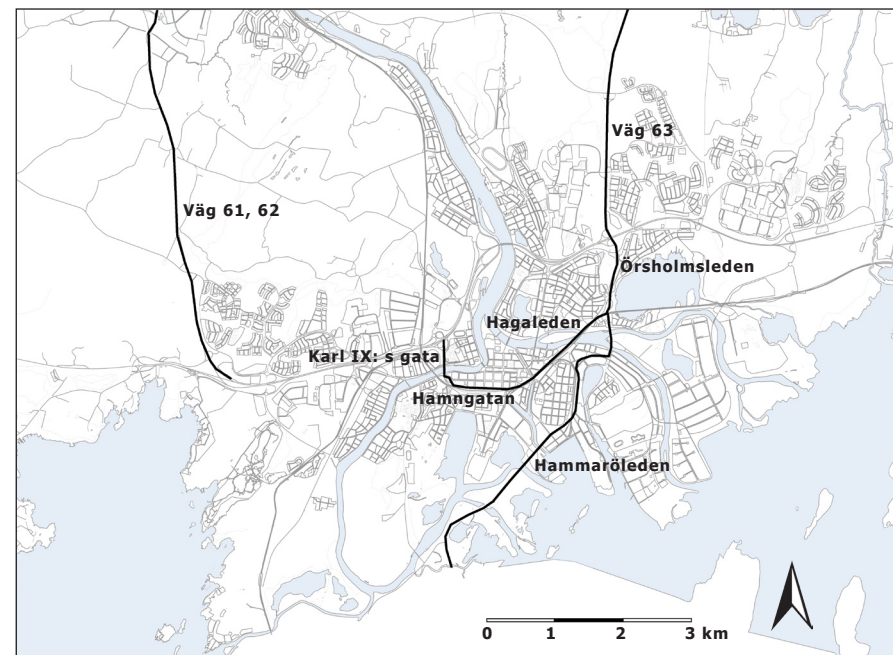 Väg 63
Väg 61, 62
Örsholmsleden
Hagaleden
Karl IX: s gata
Hamngatan
Hammaröleden
0 1 2 3 km